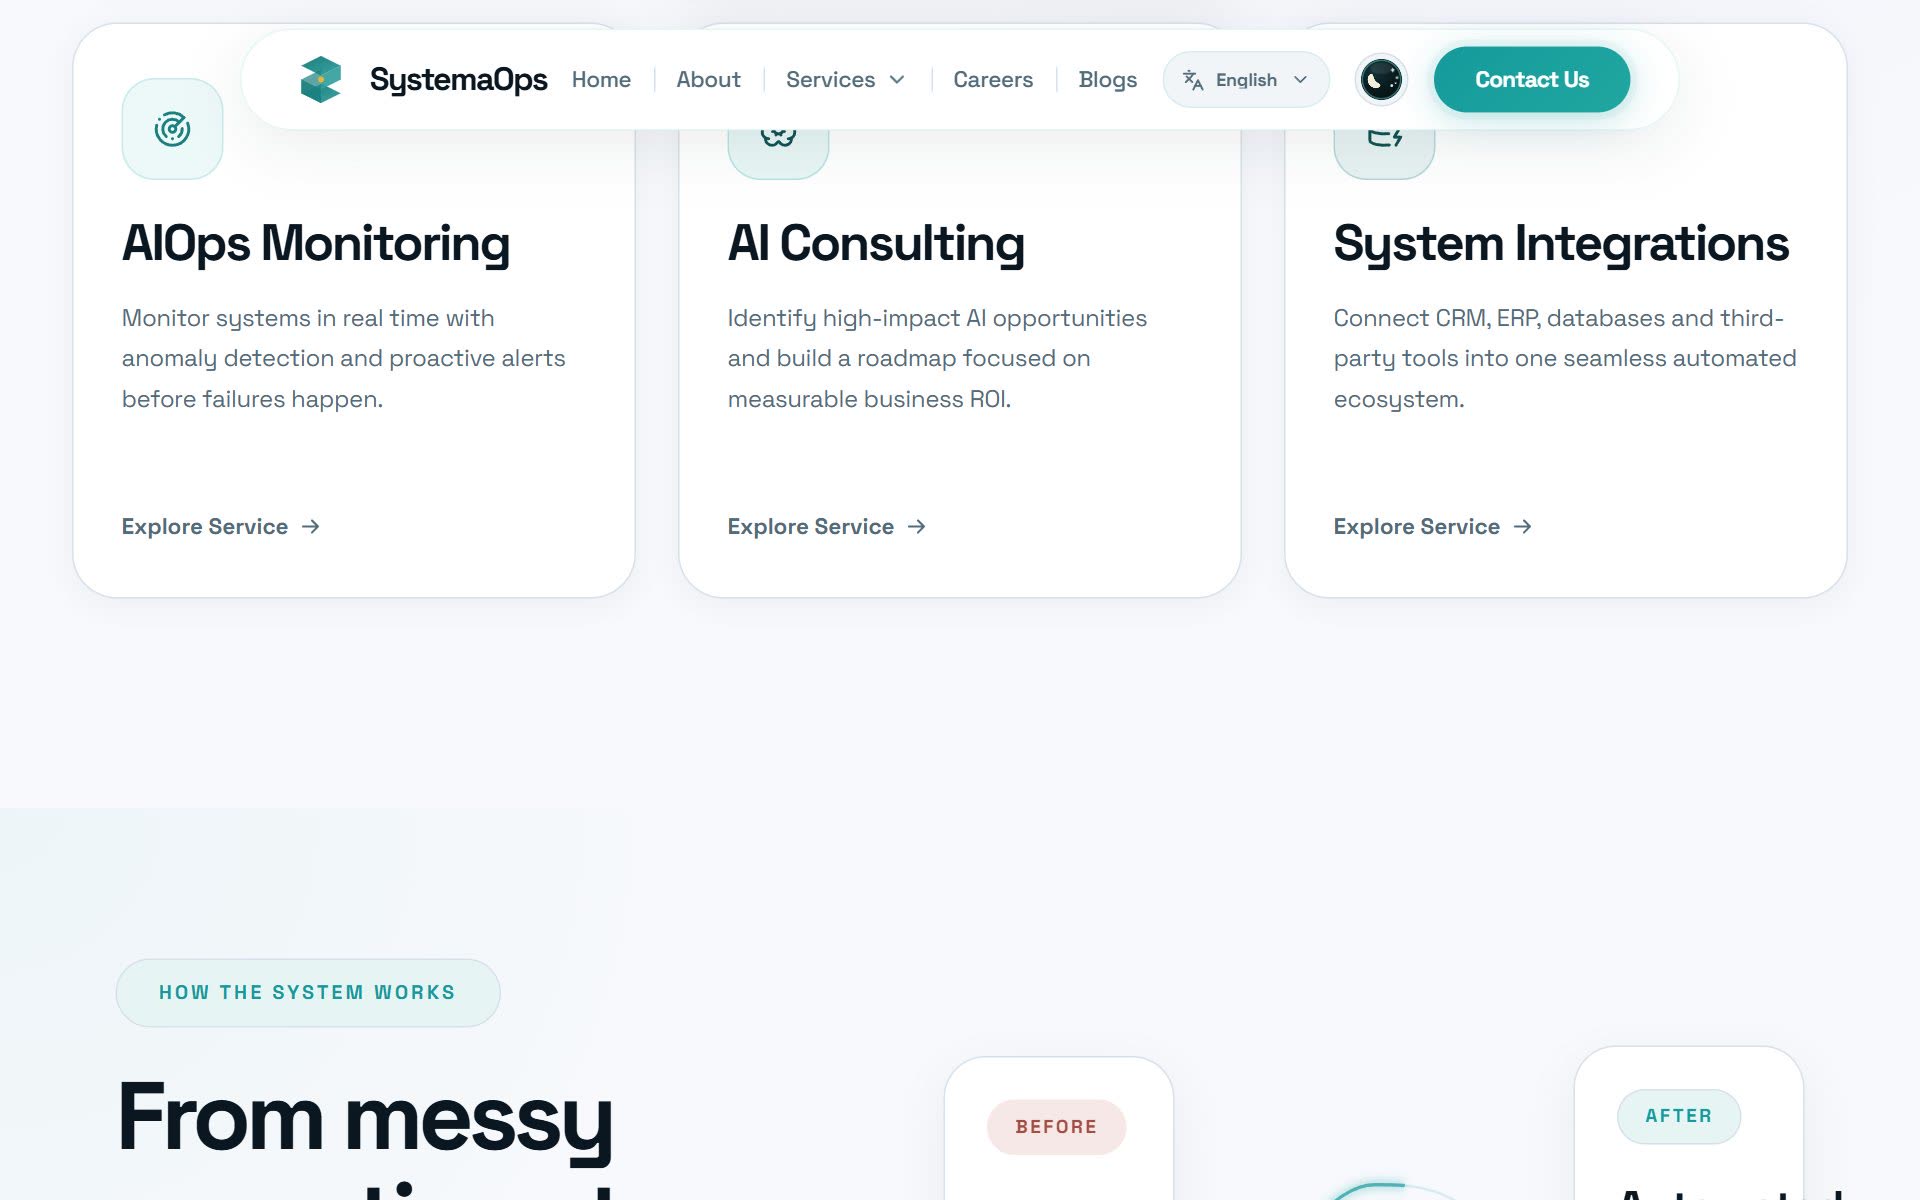 SystemaOps
Home
About
Services
Careers
Blogs
English
Contact Us
AIOps Monitoring
Monitor systems in real time with
anomaly detection and proactive alerts
before failures happen.
Explore Service →
AI Consulting
Identify high-impact AI opportunities
and build a roadmap focused on
measurable business ROI.
Explore Service →
System Integrations
Connect CRM, ERP, databases and third-
party tools into one seamless automated
ecosystem.
Explore Service →
HOW THE SYSTEM WORKS
From messy
BEFORE
AFTER